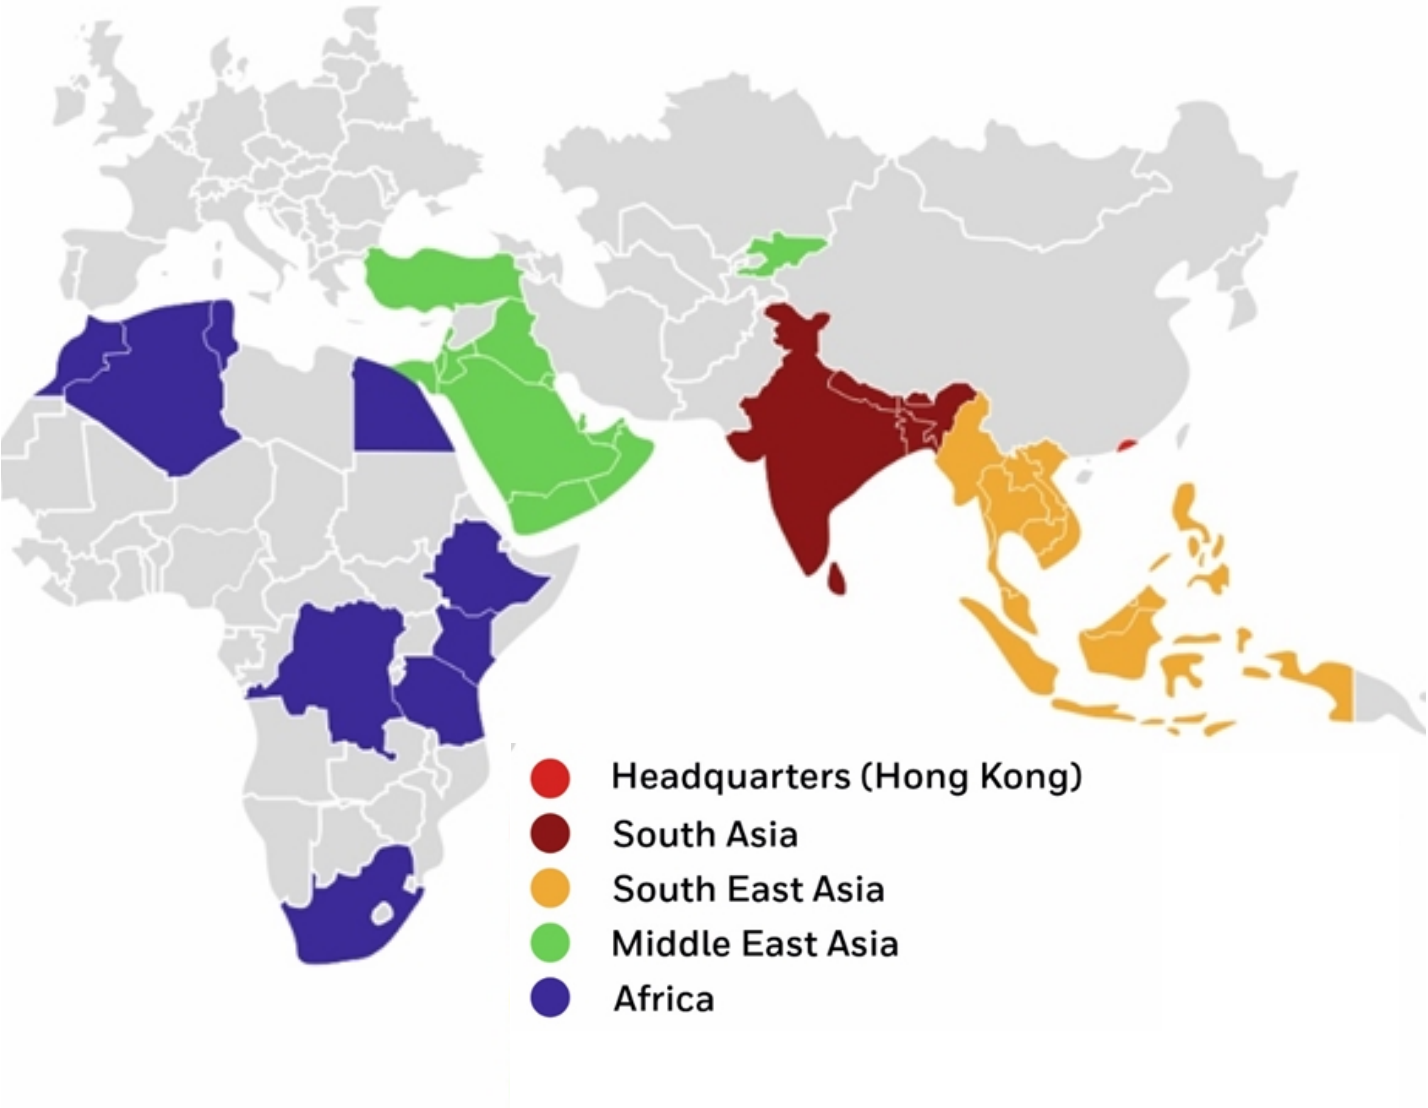 Headquarters (Hong Kong)
South Asia
South East Asia
Middle East Asia
Africa